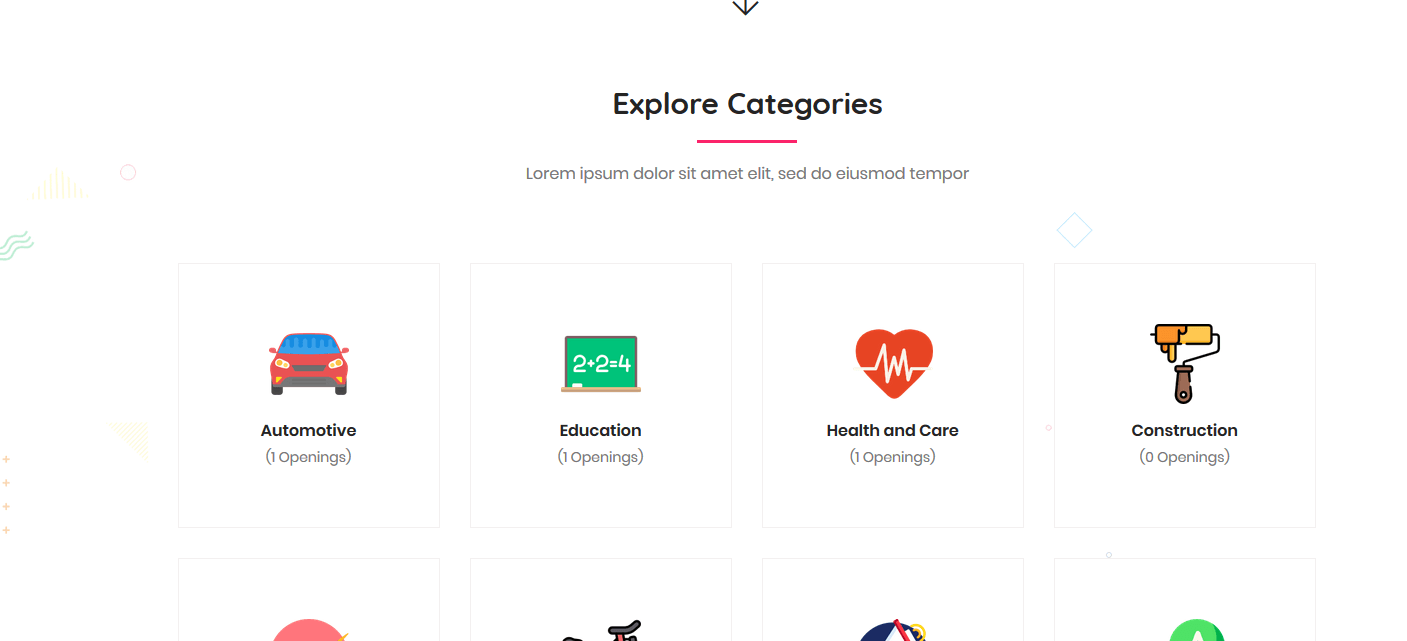 Explore Categories
Lorem ipsum dolor sit amet elit, sed do eiusmod tempor
2+2=4
Automotive
(1 Openings)
Education
(1 Openings)
Health and Care
(1 Openings)
Construction
(0 Openings)